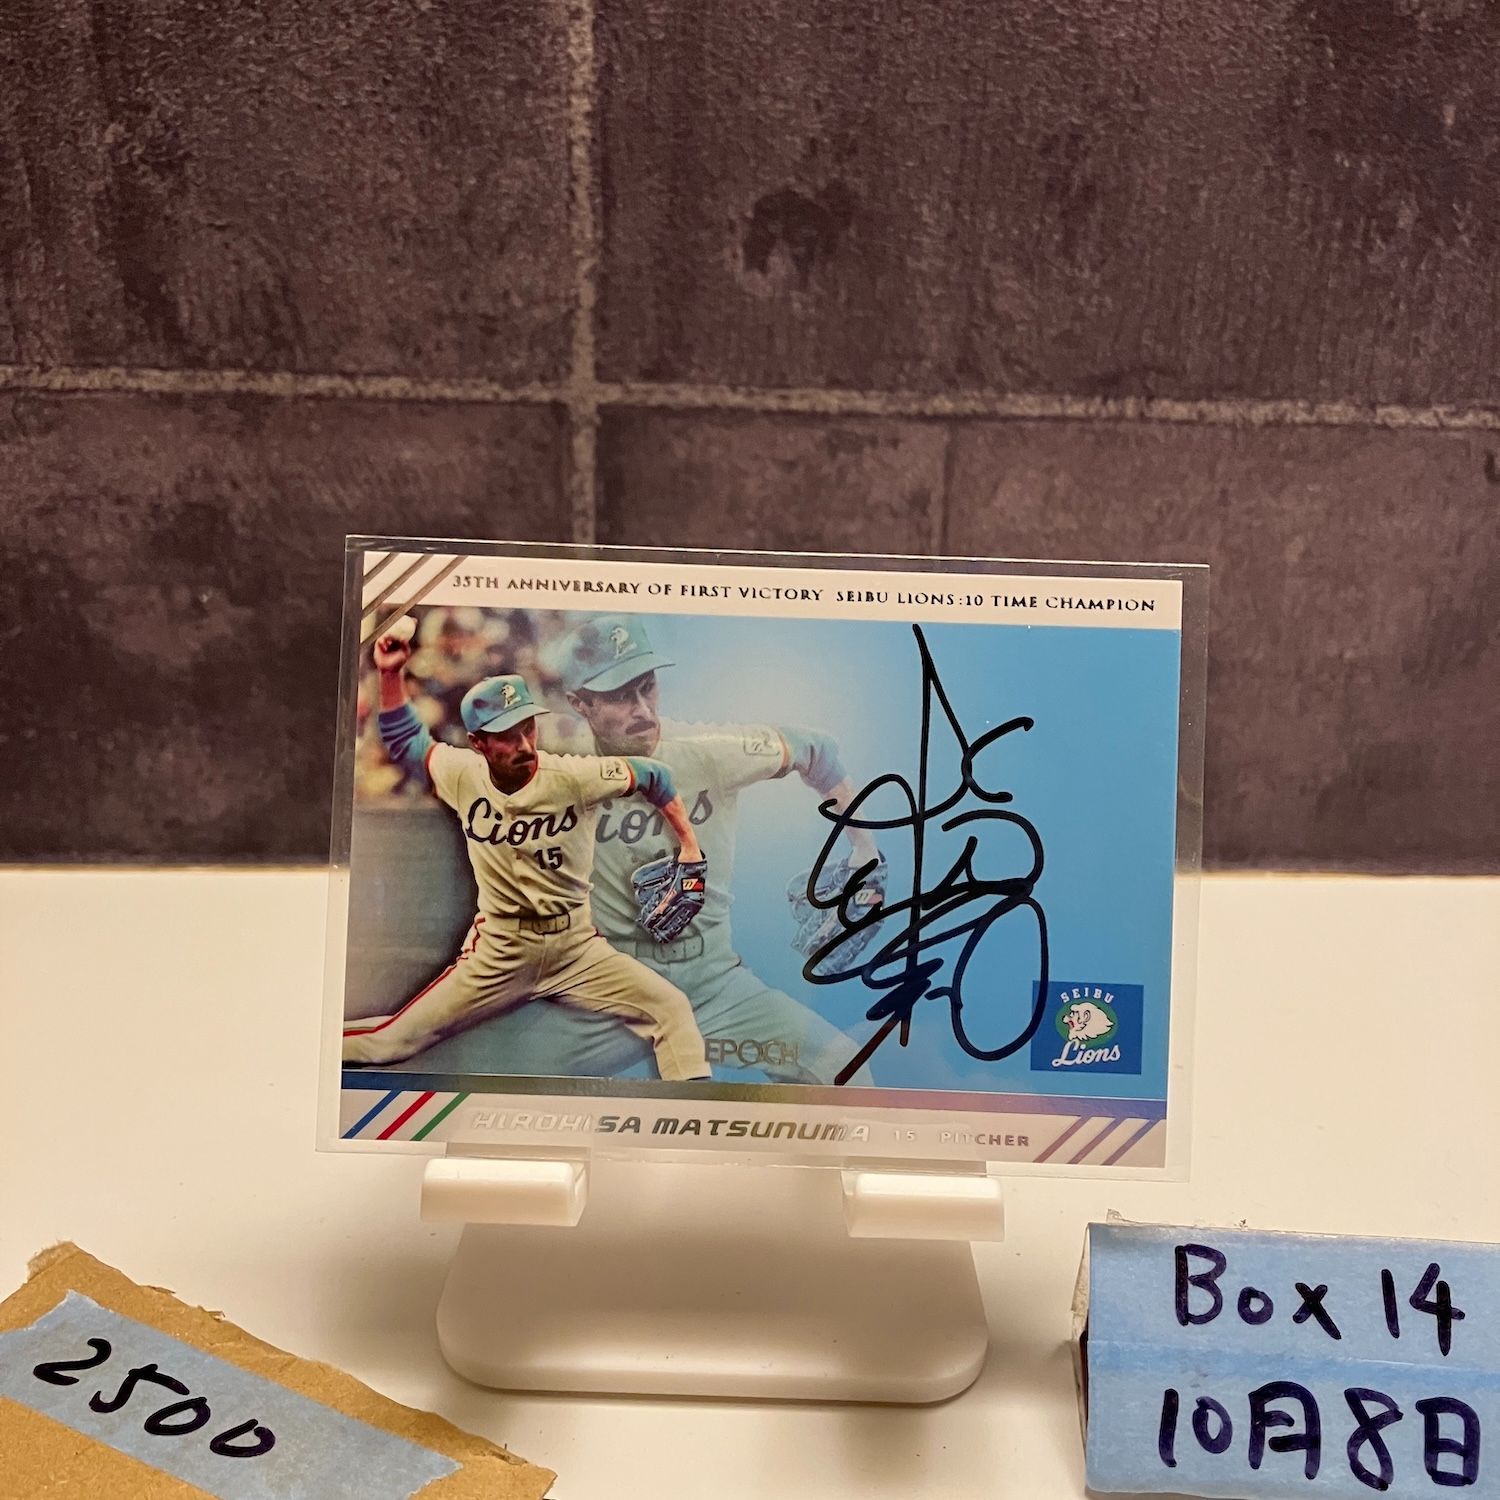 35TH ANNIVERSARY OF FIRST VICTORY SEIBU LIONS:10 TIME CHAMPION
Lions
15
EPOCH
SEIBU
Lions
HIROHISA MATSUNUMA 15 PITCHER
2500
Box 14
10月8日